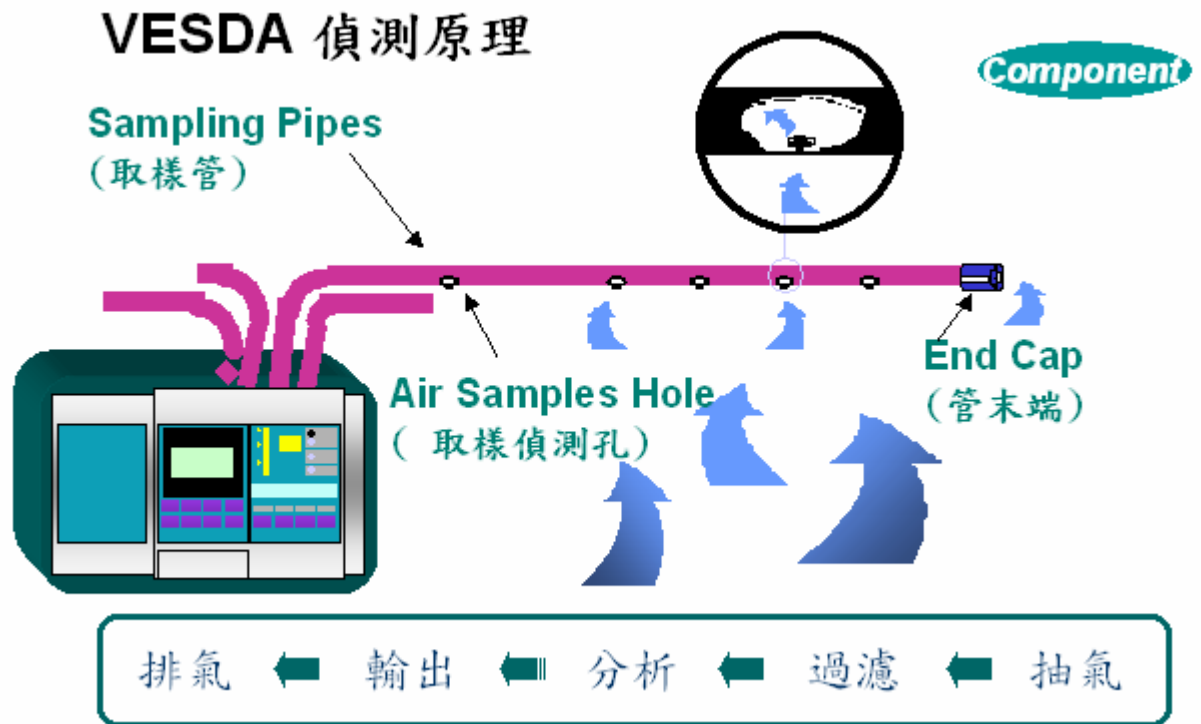 VESDA 偵測原理
Component
Sampling Pipes
(取樣管)
Air Samples Hole
( 取樣偵測孔)
End Cap
(管末端)
排氣 輸出 分析 過濾 抽氣